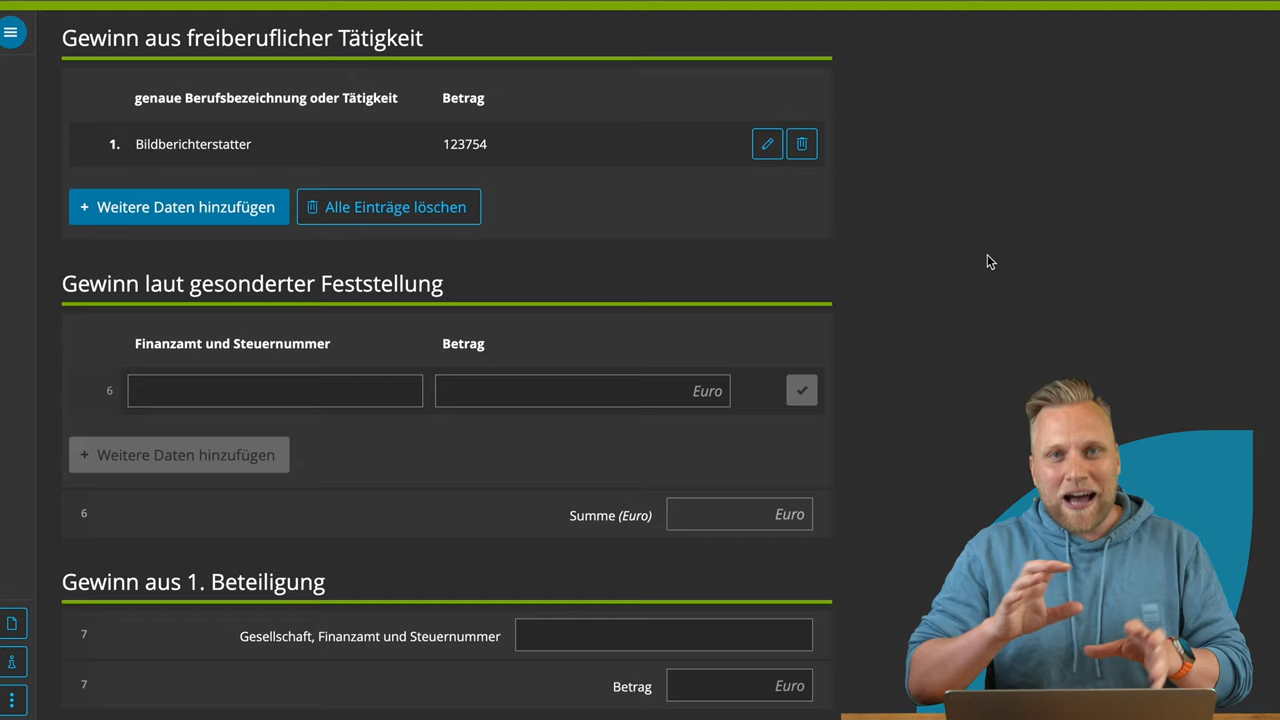 Gewinn aus freiberuflicher Tätigkeit
genaue Berufsbezeichnung oder Tätigkeit Betrag
1. Bildberichterstatter 123754
+ Weitere Daten hinzufügen Alle Einträge löschen
Gewinn laut gesonderter Feststellung
Finanzamt und Steuernummer Betrag
6 Euro
+ Weitere Daten hinzufügen
6 Summe (Euro) Euro
Gewinn aus 1. Beteiligung
7 Gesellschaft, Finanzamt und Steuernummer
7 Betrag Euro